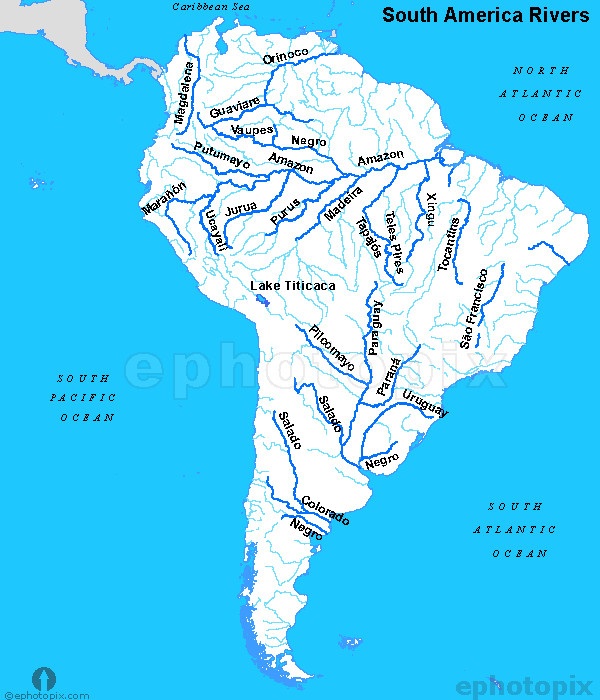 Caribbean Sea
South America Rivers
NORTH
ATLANTIC
OCEAN
Orinoco
Magdalena
Guaviare
Vaupes
Negro
Putumeyo
Amazon
Amazon
Marañón
Ucayali
Jurua
Purus
Madeira
Tapajós
Teles Pires
Xingu
Tocantins
São Francisco
Lake Titicaca
Paraguay
Pilcomayo
ephotopix
Paraná
Uruguay
Salado
Salado
Negro
Colorado
Negro
SOUTH
PACIFIC
OCEAN
SOUTH
ATLANTIC
OCEAN
©ephotopix.com
ephotopix